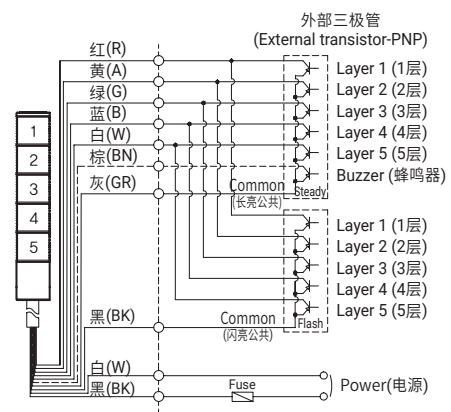 外部三极管
(External transistor-PNP)
红(R)
黄(A)
绿(G)
蓝(B)
白(W)
棕(BN)
灰(GR)
Layer 1 (1层)
Layer 2 (2层)
Layer 3 (3层)
Layer 4 (4层)
Layer 5 (5层)
Buzzer (蜂鸣器)
Common
(长亮公共)
Steady
1
2
3
4
5
Layer 1 (1层)
Layer 2 (2层)
Layer 3 (3层)
Layer 4 (4层)
Layer 5 (5层)
黑(BK)
Common
(闪亮公共)
Flash
白(W)
黑(BK)
Fuse
Power(电源)